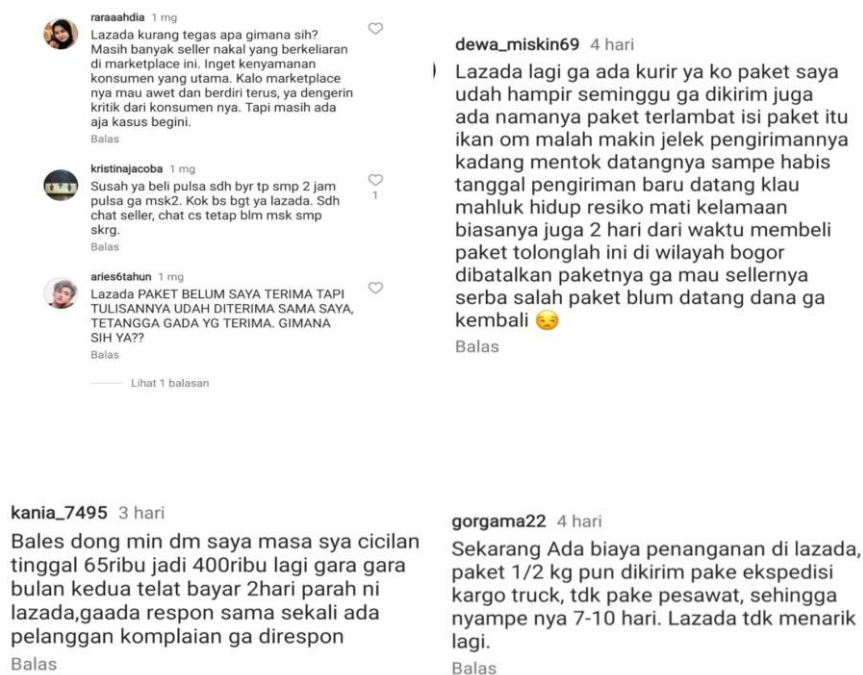 raraaahdia 1 mg
Lazada kurang tegas apa gimana sih?
Masih banyak seller nakal yang berkeliaran
di marketplace ini. Inget kenyamanan
konsumen yang utama. Kalo marketplace
nya mau awet dan berdiri terus, ya dengerin
kritik dari konsumen nya. Tapi masih ada
aja kasus begini.
Balas
kristinajacoba 1 mg
Susah ya beli pulsa sdh byr tp smp 2 jam
pulsa ga msk2. Kok bs bgt ya lazada. Sdh
chat seller, chat cs tetap blm msk smp
skrg.
1
Balas
aries6tahun 1 mg
Lazada PAKET BELUM SAYA TERIMA TAPI
TULISANNYA UDAH DITERIMA SAMA SAYA,
TETANGGA GADA YG TERIMA. GIMANA
SIH YA??
Balas
Lihat 1 balasan
dewa_miskin69 4 hari
Lazada lagi ga ada kurir ya ko paket saya
udah hampir seminggu ga dikirim juga
ada namanya paket terlambat isi paket itu
ikan om malah makin jelek pengirimannya
kadang mentok datangnya sampe habis
tanggal pengiriman baru datang klau
mahluk hidup resiko mati kelamaan
biasanya juga 2 hari dari waktu membeli
paket tolonglah ini di wilayah bogor
dibatalkan paketnya ga mau sellernya
serba salah paket blum datang dana ga
kembali 😒
Balas
kania_7495 3 hari
Bales dong min dm saya masa sya cicilan
tinggal 65ribu jadi 400ribu lagi gara gara
bulan kedua telat bayar 2hari parah ni
lazada,gaada respon sama sekali ada
pelanggan komplaian ga direspon
Balas
gorgama22 4 hari
Sekarang Ada biaya penanganan di lazada,
paket 1/2 kg pun dikirim pake ekspedisi
kargo truck, tdk pake pesawat, sehingga
nyampe nya 7-10 hari. Lazada tdk menarik
lagi.
Balas